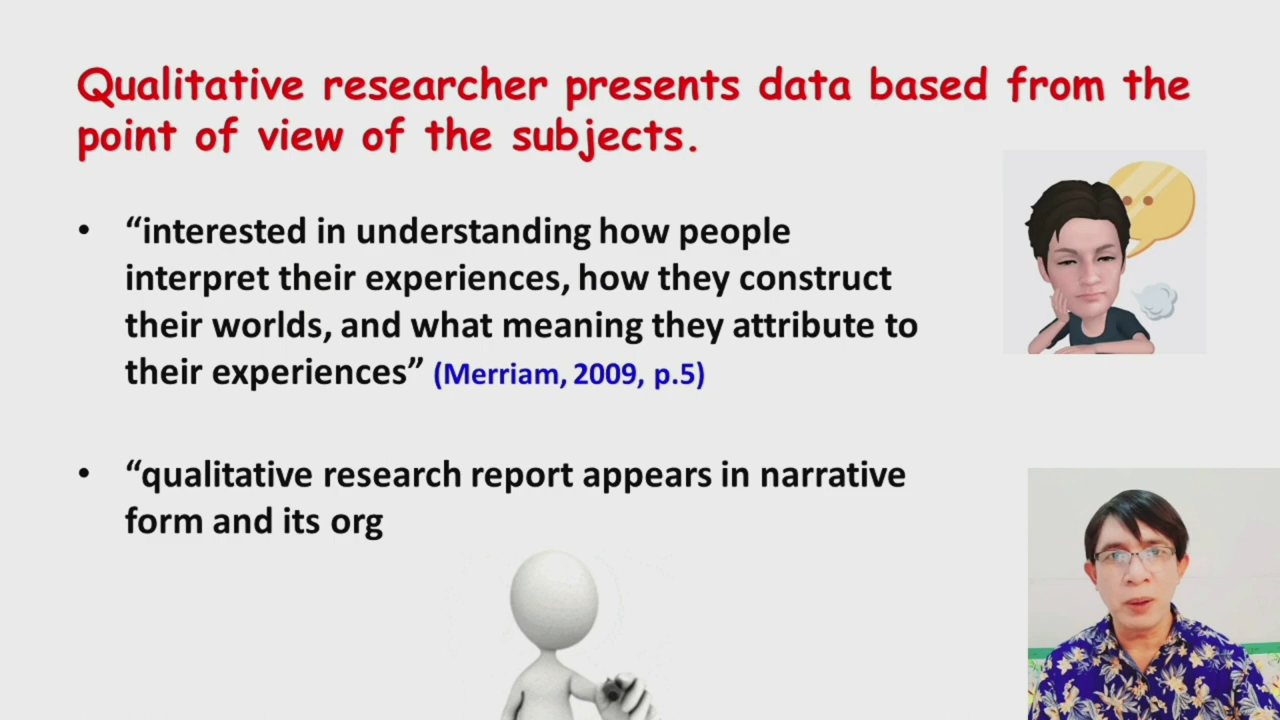 Qualitative researcher presents data based from the
point of view of the subjects.
• “interested in understanding how people
interpret their experiences, how they construct
their worlds, and what meaning they attribute to
their experiences” (Merriam, 2009, p.5)
• “qualitative research report appears in narrative
form and its org